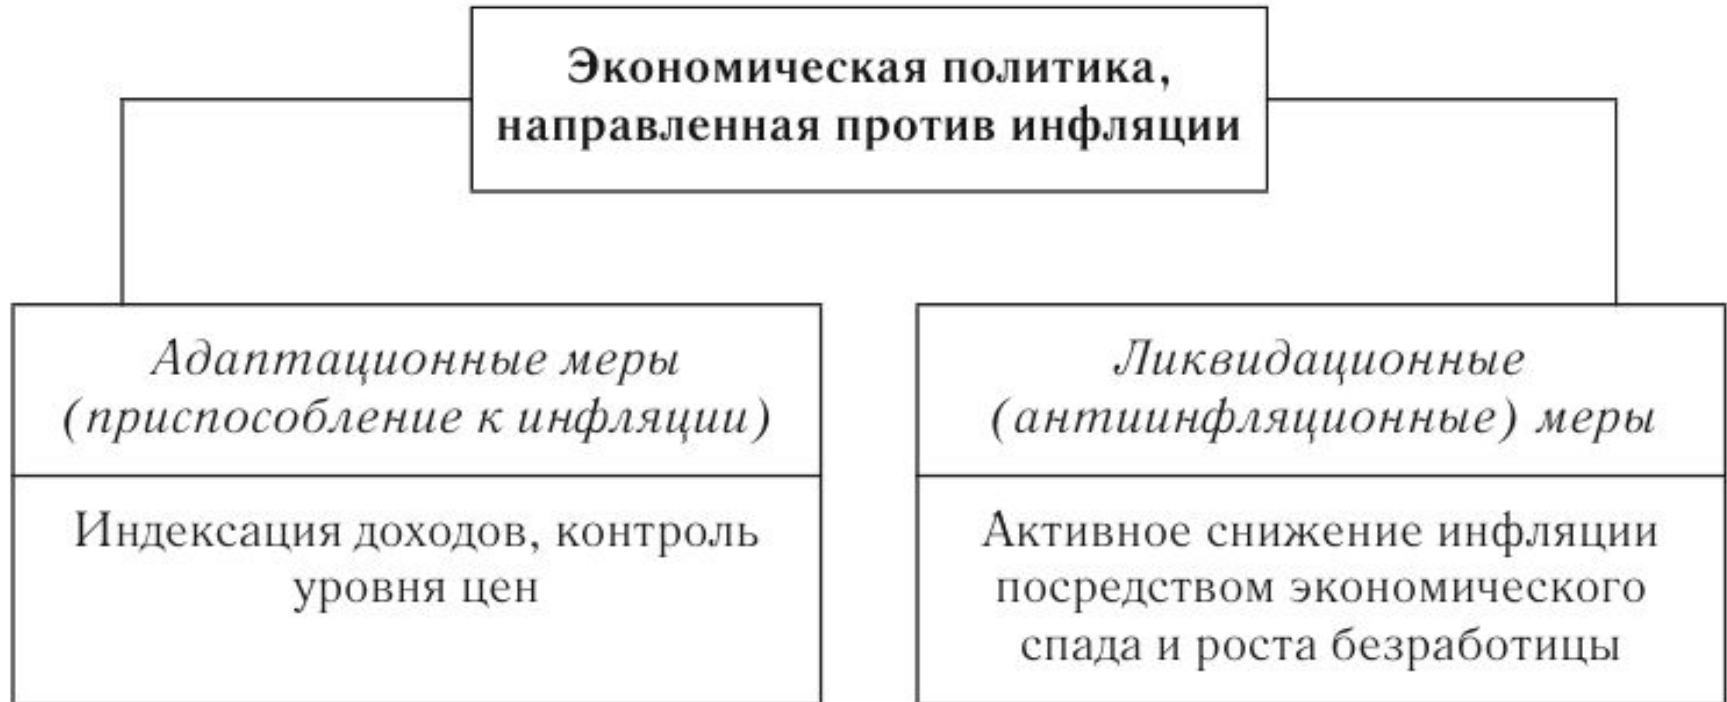 Экономическая политика,
направленная против инфляции
Адаптационные меры
(приспособление к инфляции)
Индексация доходов, контроль
уровня цен
Ликвидационные
(антиинфляционные) меры
Активное снижение инфляции
посредством экономического
спада и роста безработицы